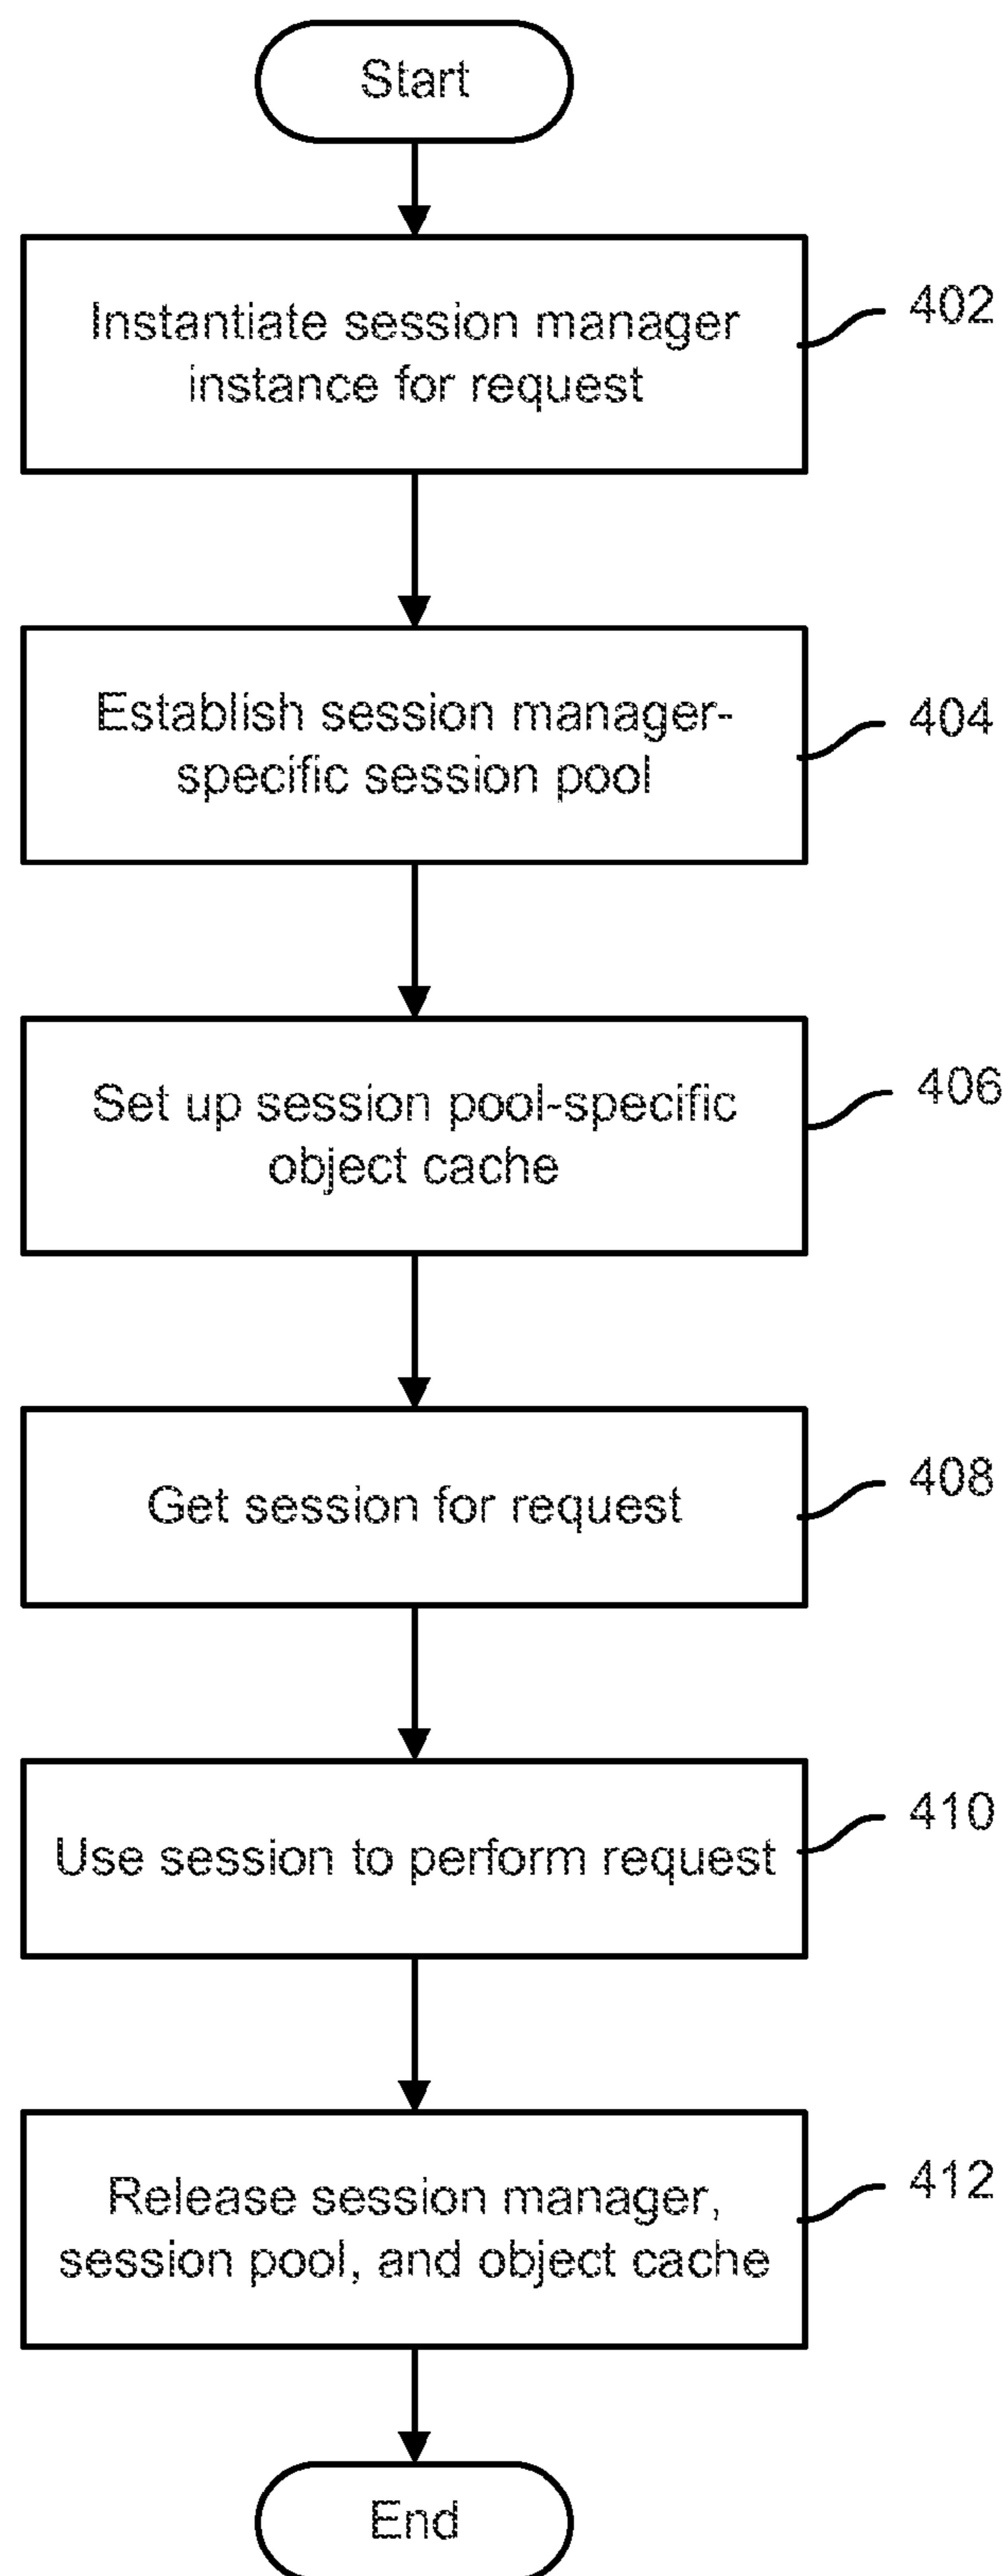 Start
Instantiate session manager
instance for request
402
Establish session manager-
specific session pool
404
Set up session pool-specific
object cache
406
Get session for request
408
Use session to perform request
410
Release session manager,
session pool, and object cache
412
End